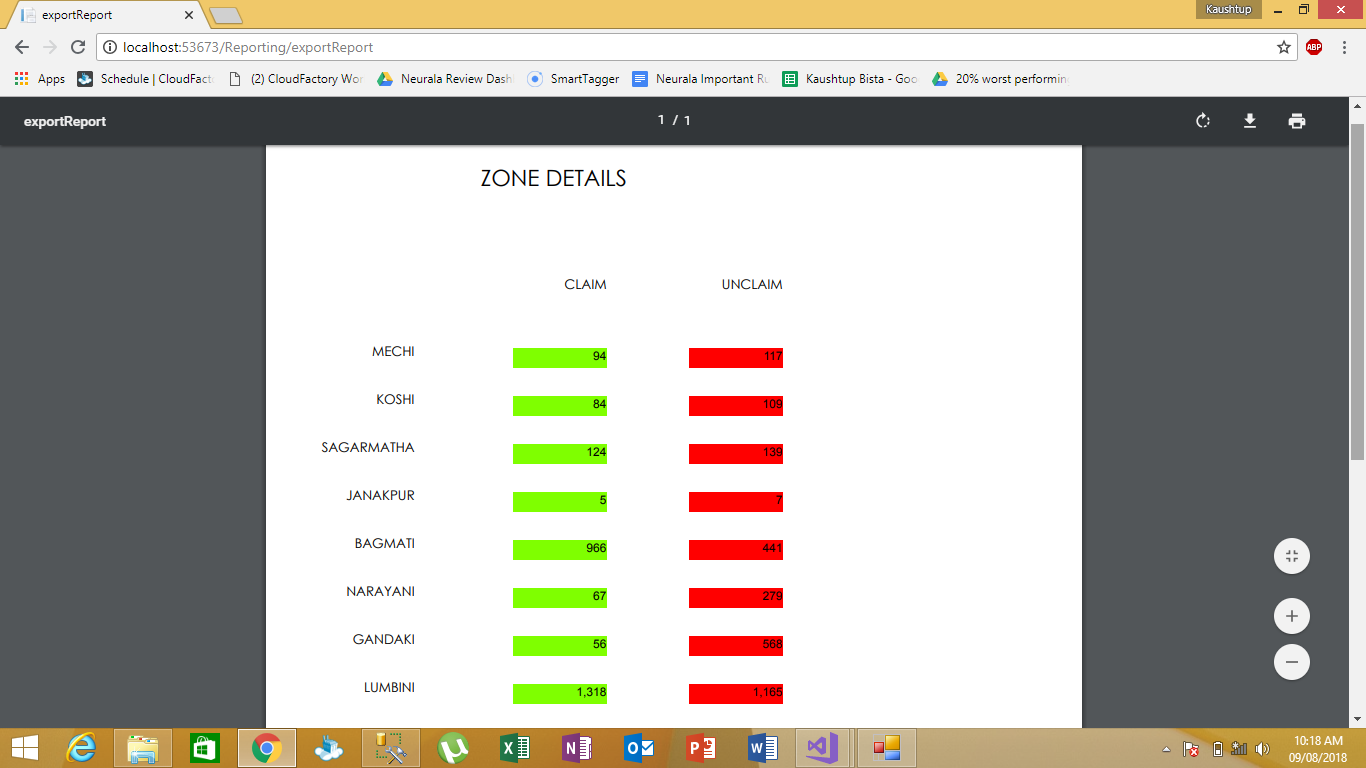 exportReport
Kaushtup
localhost:53673/Reporting/exportReport
ABP
Apps Schedule | CloudFact (2) CloudFactory Wor Neurala Review Dash SmartTagger Neurala Important Ru Kaushtup Bista - Goo 20% worst performin
exportReport 1 / 1
ZONE DETAILS
CLAIM UNCLAIM
MECHI 94 117
KOSHI 84 109
SAGARMATHA 124 139
JANAKPUR 5 7
BAGMATI 966 441
NARAYANI 67 279
GANDAKI 56 568
LUMBINI 1,318 1,165
10:18 AM
09/08/2018